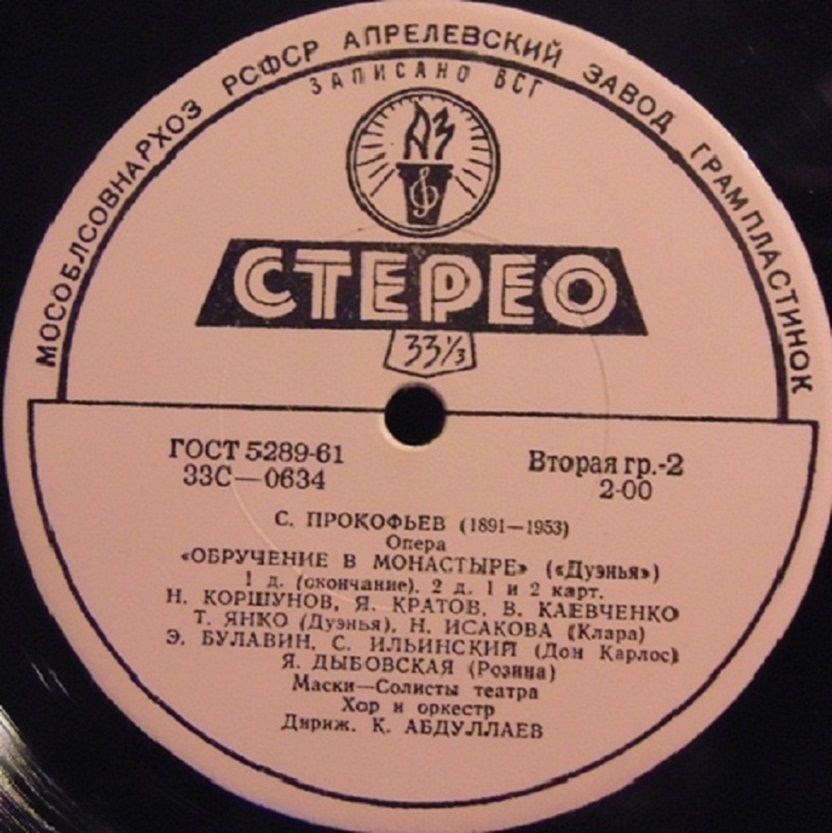 МОСОБЛСОВНАРХОЗ РСФСР АПРЕЛЕВСКИЙ ЗАВОД ГРАМПЛАСТИНОК
ЗАПИСАНО ВСГ
АЗ
СТЕРЕО
33⅓
ГОСТ 5289-61 Вторая гр.-2
33С—0634 2-00
С. ПРОКОФЬЕВ (1891—1953)
Опера
«ОБРУЧЕНИЕ В МОНАСТЫРЕ» («Дуэнья»)
1 д. (окончание), 2 д. 1 и 2 карт.
Н. КОРШУНОВ, Я. КРАТОВ, В. КАЕВЧЕНКО
Т. ЯНКО (Дуэнья), Н. ИСАКОВА (Клара)
Э. БУЛАВИН, С. ИЛЬИНСКИЙ (Дон Карлос)
Я. ДЫБОВСКАЯ (Розина)
Маски—Солисты театра
Хор и оркестр
Дириж. К. АБДУЛЛАЕВ